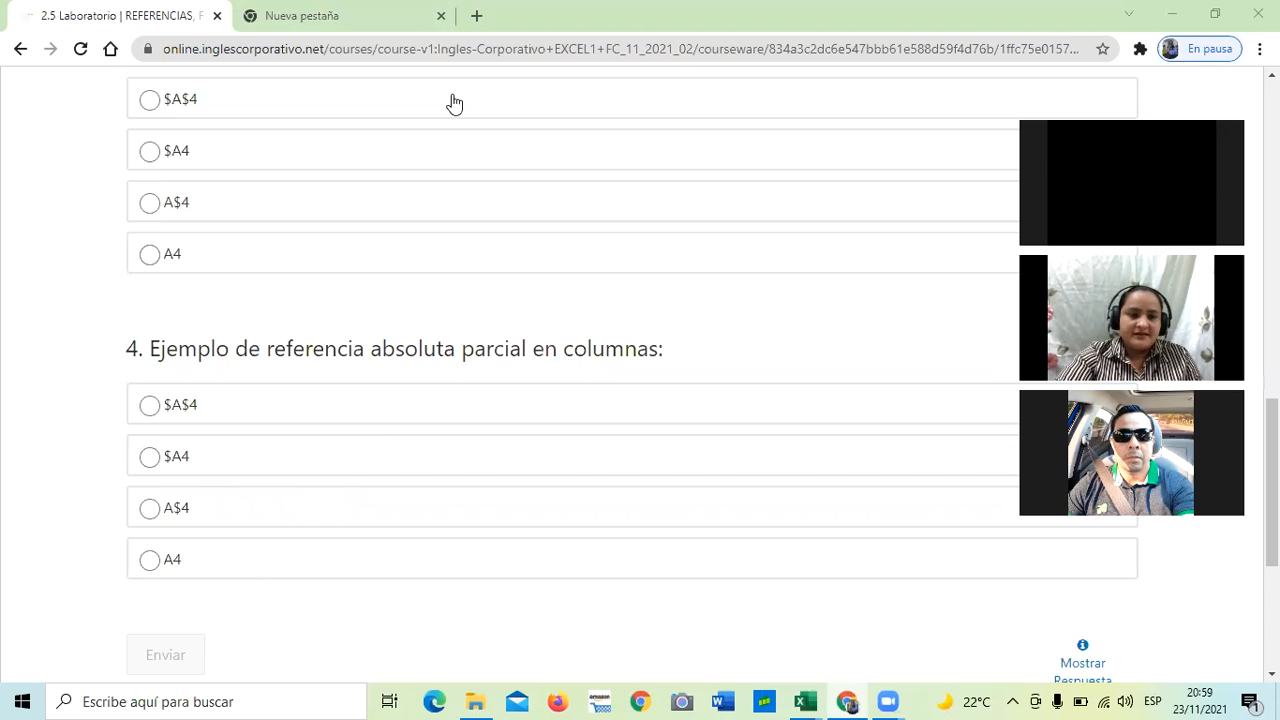 2.5 Laboratorio | REFERENCIAS, F
Nueva pestaña
online.inglescorporativo.net/courses/course-v1:Ingles-Corporativo+EXCEL1+FC_11_2021_02/courseware/834a3c2dc6e547bbb61e588d59f4d76b/1ffc75e0157...
En pausa
$A$4
$A4
A$4
A4
4. Ejemplo de referencia absoluta parcial en columnas:
$A$4
$A4
A$4
A4
Enviar
Mostrar
Respuesta
Escribe aquí para buscar
22°C
ESP
20:59
23/11/2021